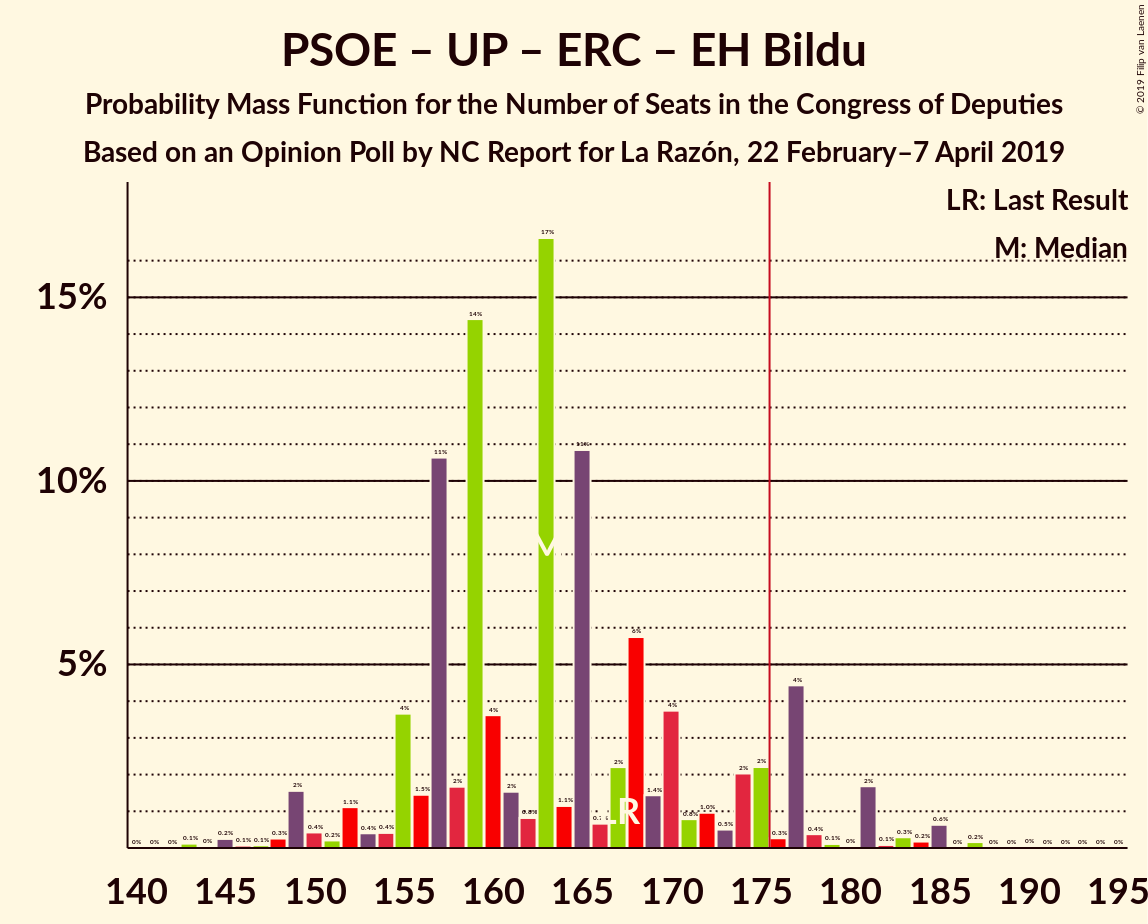 PSOE – UP – ERC – EH Bildu
Probability Mass Function for the Number of Seats in the Congress of Deputies
Based on an Opinion Poll by NC Report for La Razón, 22 February–7 April 2019
© 2019 Filip van Laenen
LR: Last Result
M: Median
15%
10%
5%
0% 0% 0% 0.1% 0% 0.2% 0.1% 0.1% 0.3% 2% 0.4% 0.2% 1.1% 0.4% 0.4% 4% 1.5% 11% 2% 14% 4% 2% 0.8% 17% 1.1% 11% 2% 6% 1.4% 4% 0.8% 1.0% 0.5% 2% 2% 0.3% 4% 0.4% 0.1% 0% 2% 0.1% 0.3% 0.2% 0.6% 0% 0.2% 0% 0% 0% 0% 0% 0% 0% 0%
M
LR
140 145 150 155 160 165 170 175 180 185 190 195